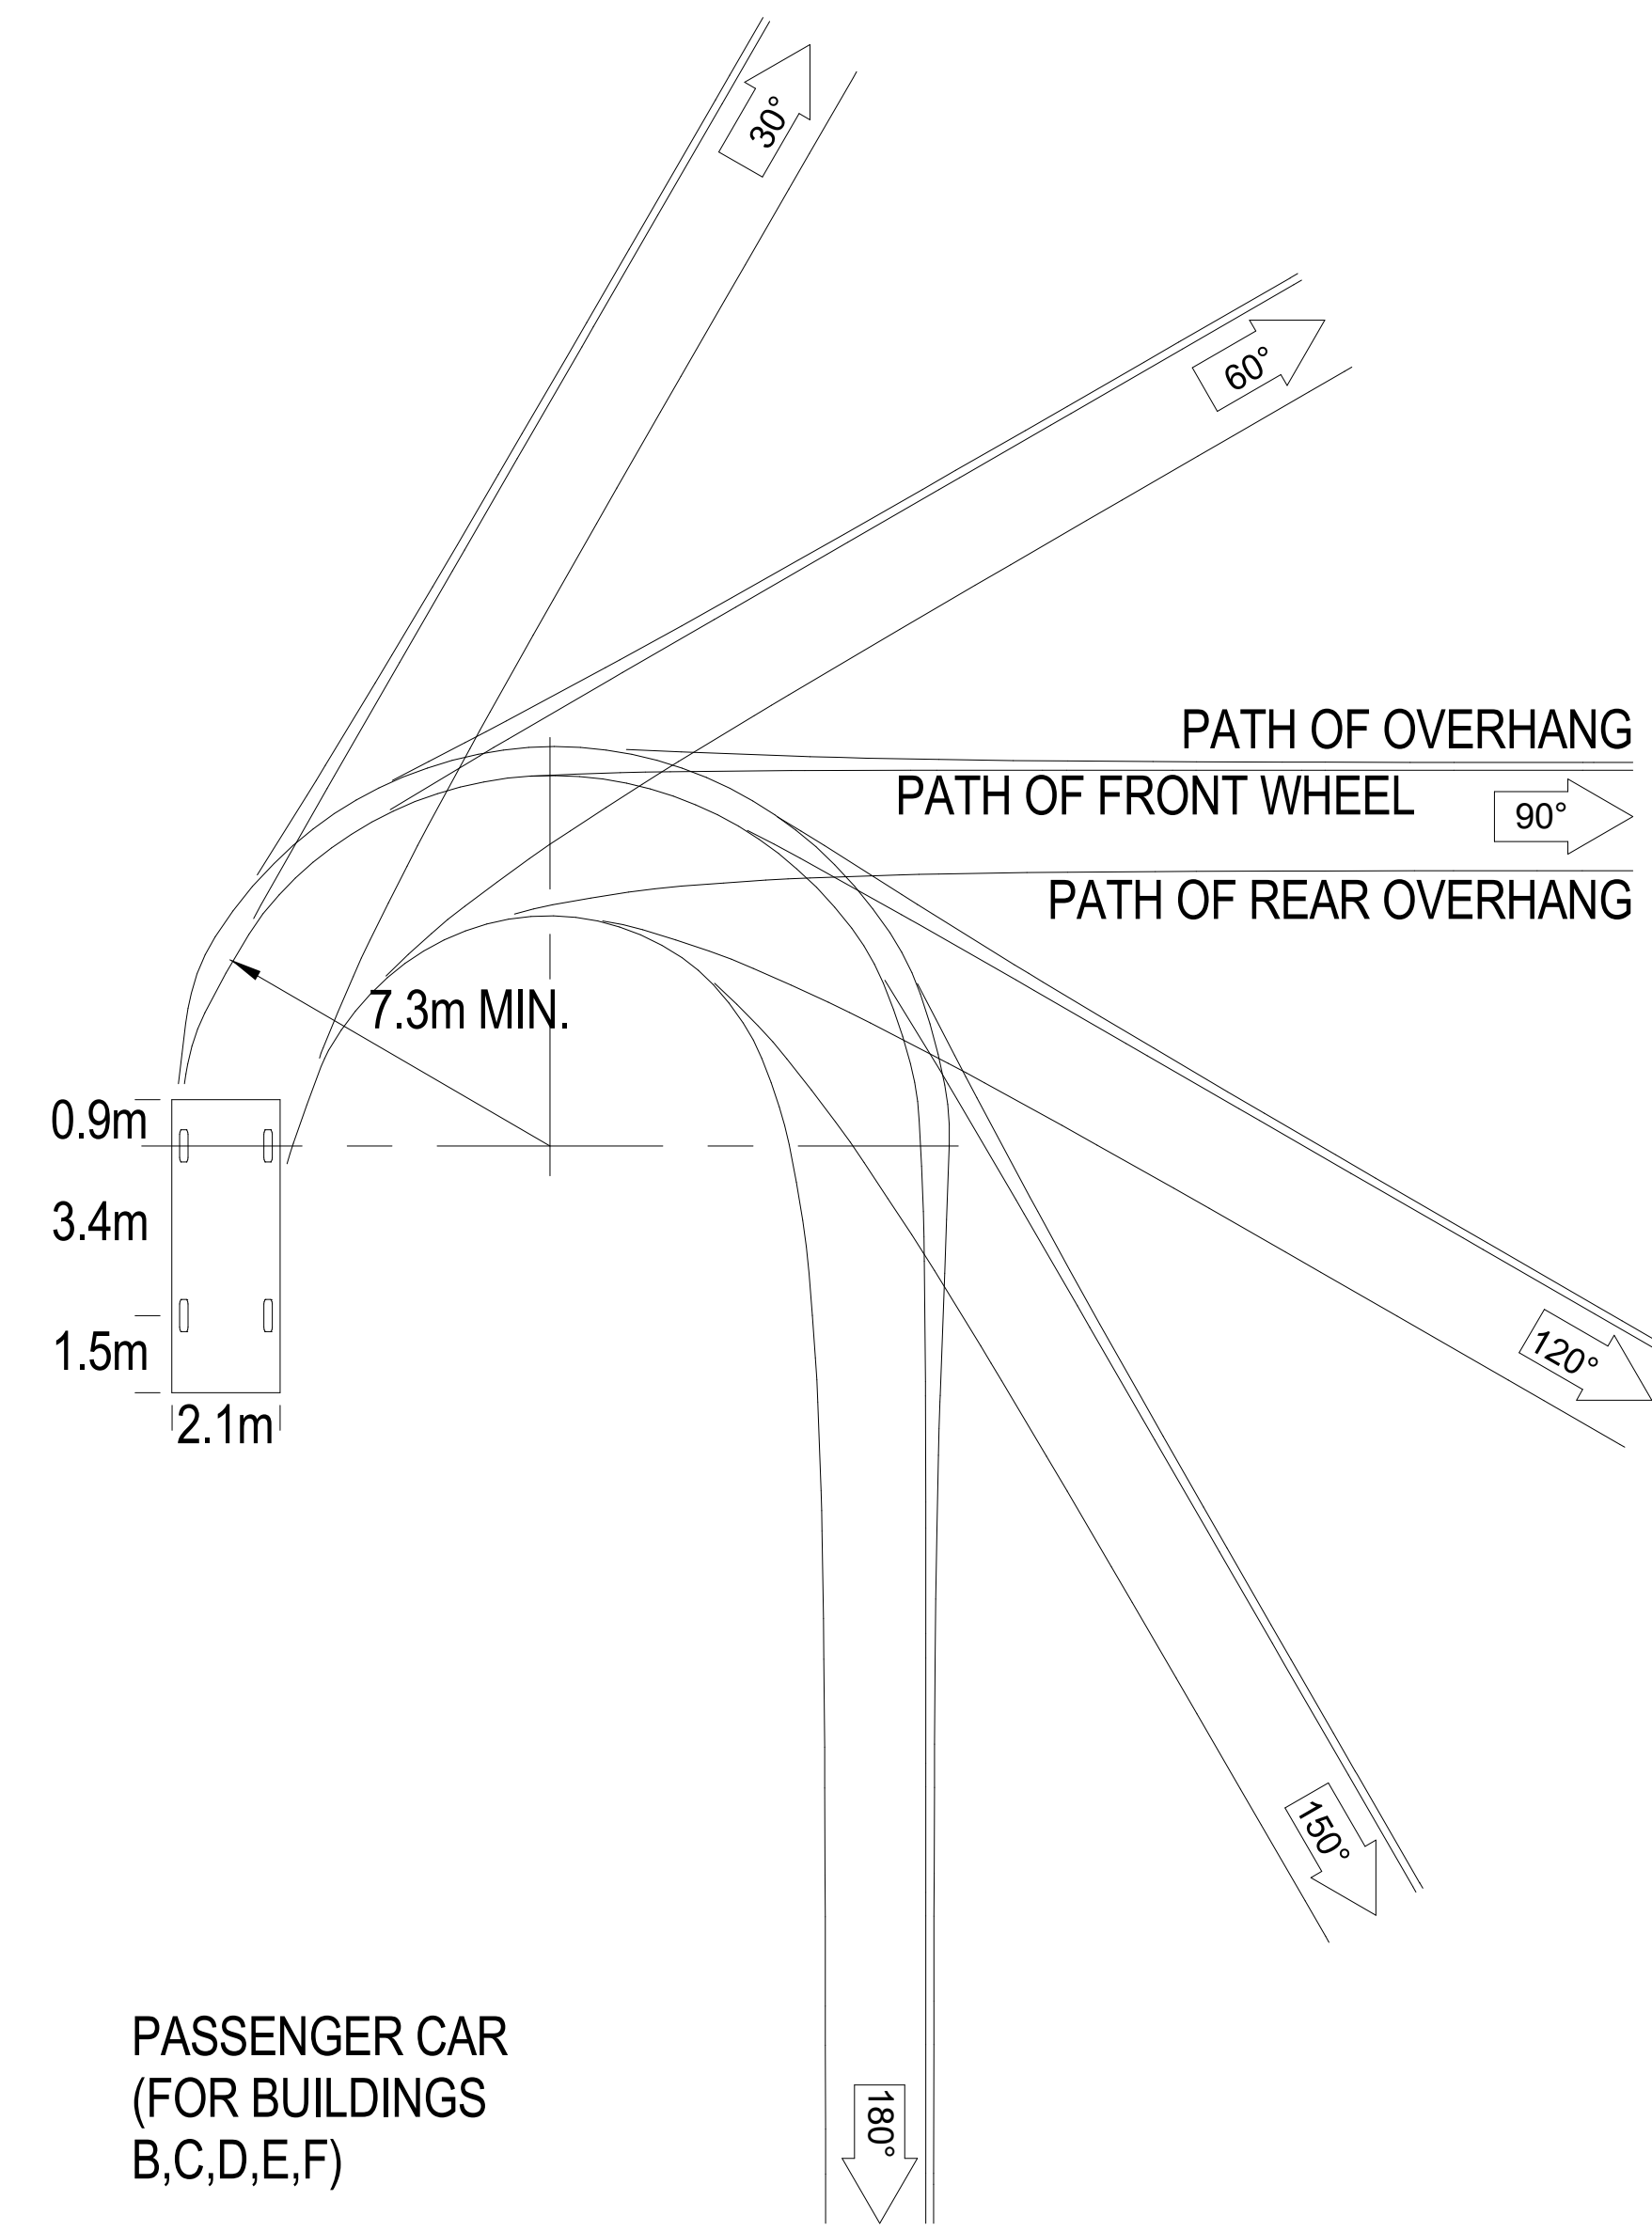 30°
60°
PATH OF OVERHANG
PATH OF FRONT WHEEL
90°
PATH OF REAR OVERHANG
7.3m MIN.
0.9m
3.4m
1.5m
2.1m
120°
150°
180°
PASSENGER CAR
(FOR BUILDINGS
B,C,D,E,F)